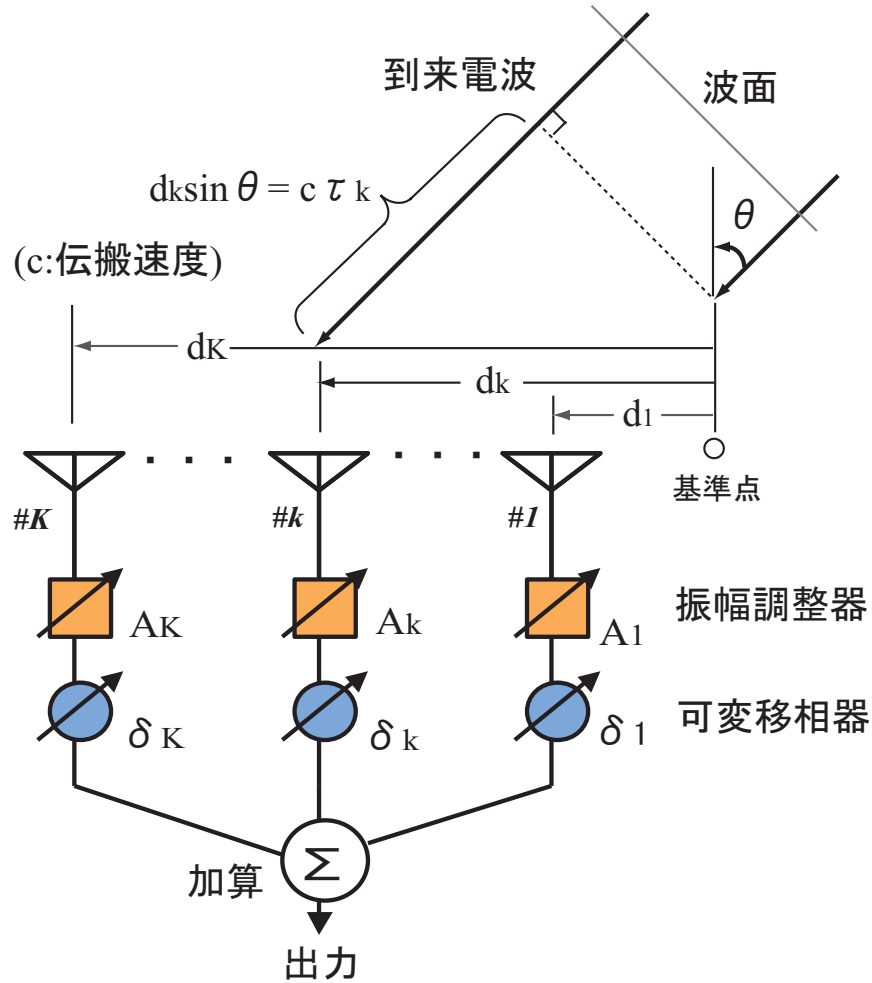 到来電波
波面
dksin θ = c τ k
θ
(c:伝搬速度)
dK
dk
d1
基準点
#K
#k
#1
AK
Ak
A1
振幅調整器
δ K
δ k
δ 1
可変移相器
Σ
加算
出力